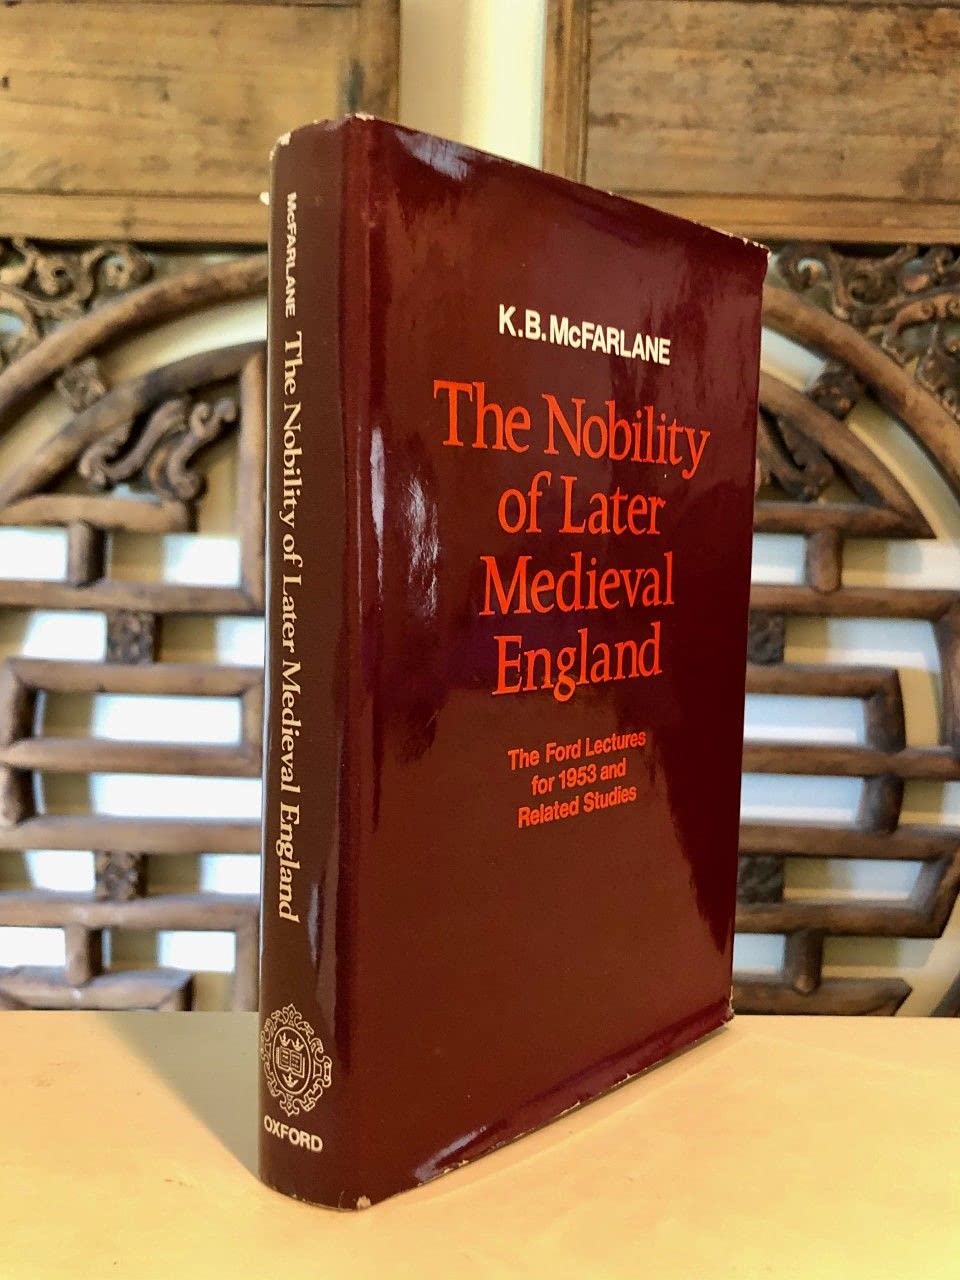 McFARLANE The Nobility of Later Medieval England
OXFORD
K.B. McFARLANE
The Nobility
of Later
Medieval
England
The Ford Lectures
for 1953 and
Related Studies